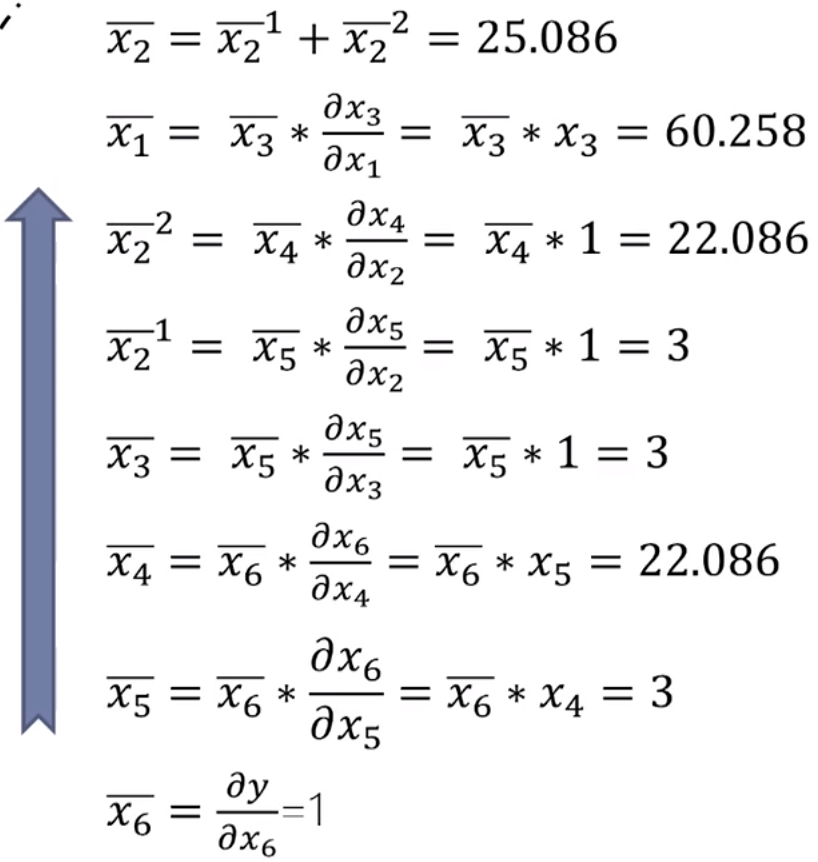 $\overline{x_2} = \overline{x_2}^1 + \overline{x_2}^2 = 25.086$
$\overline{x_1} = \overline{x_3} * \frac{\partial x_3}{\partial x_1} = \overline{x_3} * x_3 = 60.258$
$\overline{x_2}^2 = \overline{x_4} * \frac{\partial x_4}{\partial x_2} = \overline{x_4} * 1 = 22.086$
$\overline{x_2}^1 = \overline{x_5} * \frac{\partial x_5}{\partial x_2} = \overline{x_5} * 1 = 3$
$\overline{x_3} = \overline{x_5} * \frac{\partial x_5}{\partial x_3} = \overline{x_5} * 1 = 3$
$\overline{x_4} = \overline{x_6} * \frac{\partial x_6}{\partial x_4} = \overline{x_6} * x_5 = 22.086$
$\overline{x_5} = \overline{x_6} * \frac{\partial x_6}{\partial x_5} = \overline{x_6} * x_4 = 3$
$\overline{x_6} = \frac{\partial y}{\partial x_6} = 1$